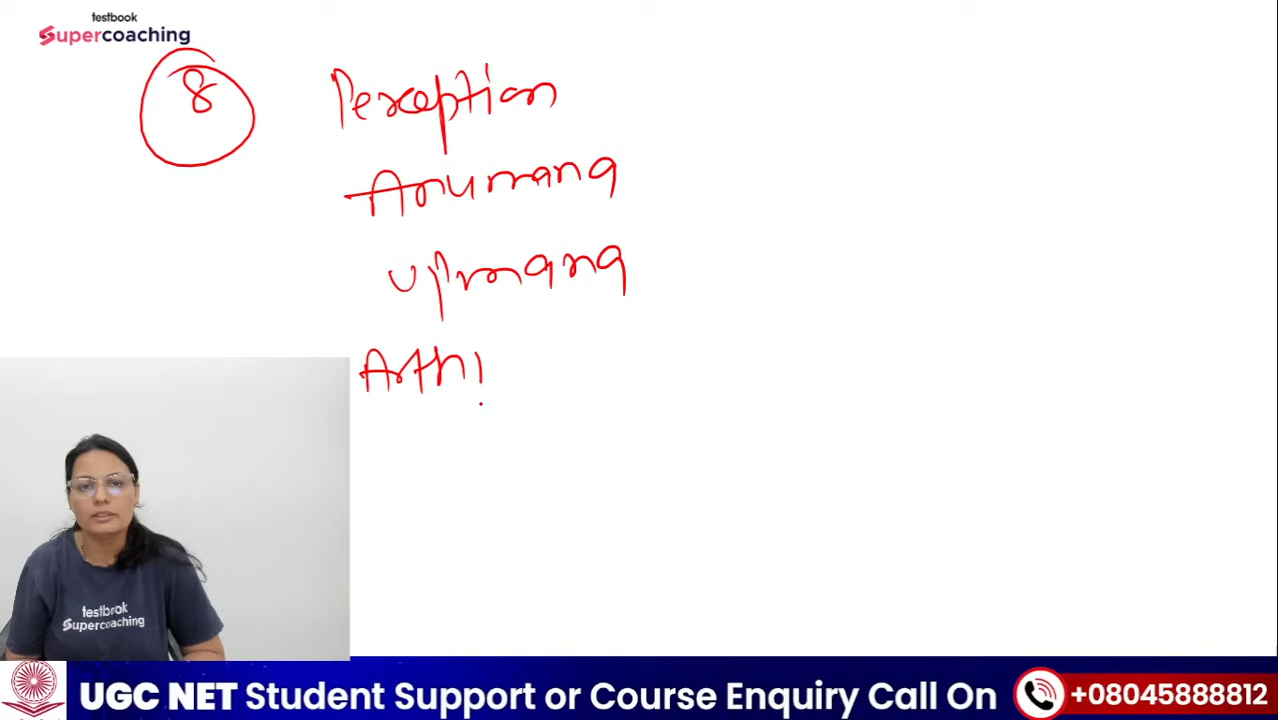 testbook
Supercoaching
8
Perception
Anumana
Upmana
Arth
testbook
Supercoaching
UGC NET Student Support or Course Enquiry Call On
+08045888812